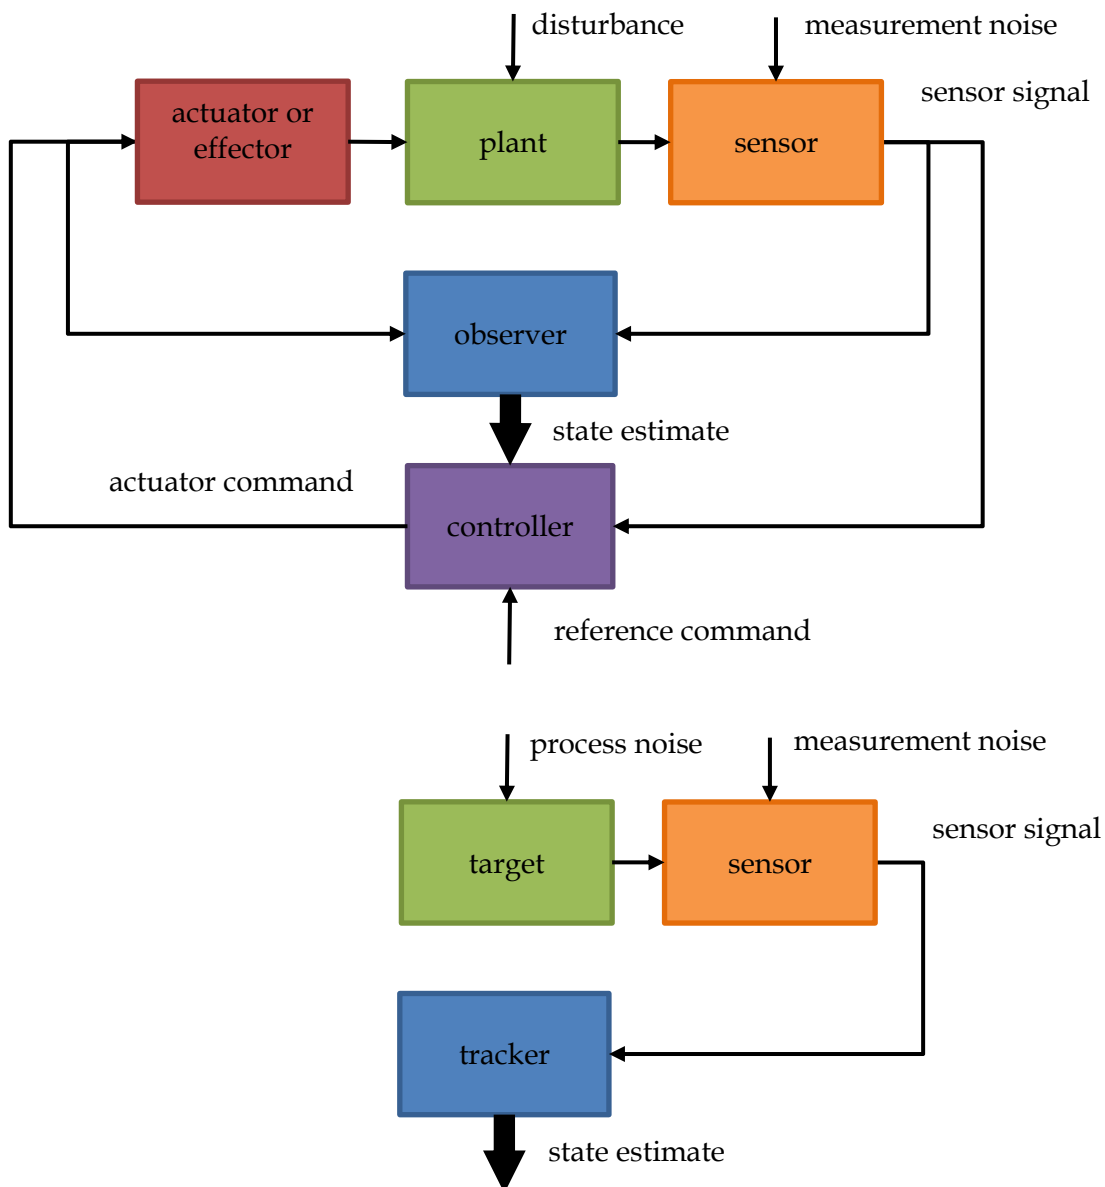 disturbance
measurement noise
sensor signal
actuator or
effector
plant
sensor
observer
state estimate
actuator command
controller
reference command
process noise
measurement noise
sensor signal
target
sensor
tracker
state estimate